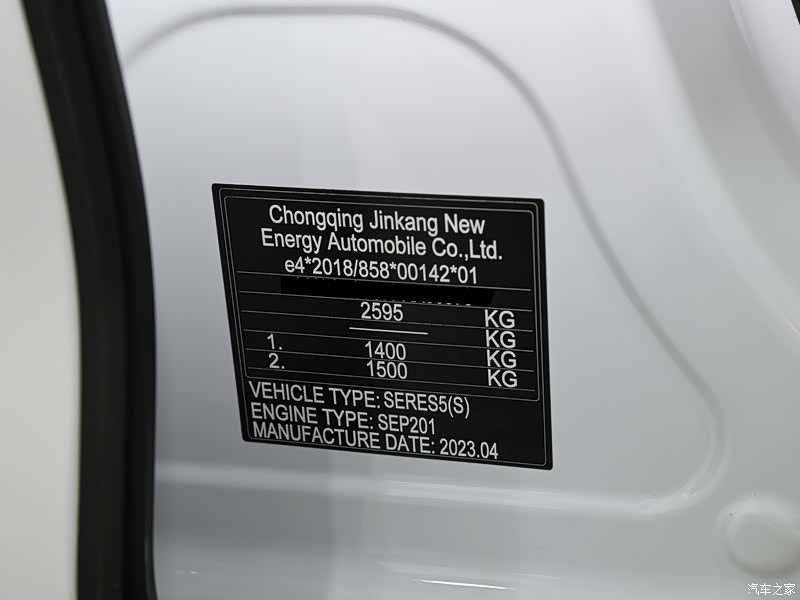 Chongqing Jinkang New
Energy Automobile Co.,Ltd.
e4*2018/858*00142*01
2595 KG
KG
1. 1400 KG
2. 1500 KG
VEHICLE TYPE: SERES5(S)
ENGINE TYPE: SEP201
MANUFACTURE DATE: 2023.04
汽车之家